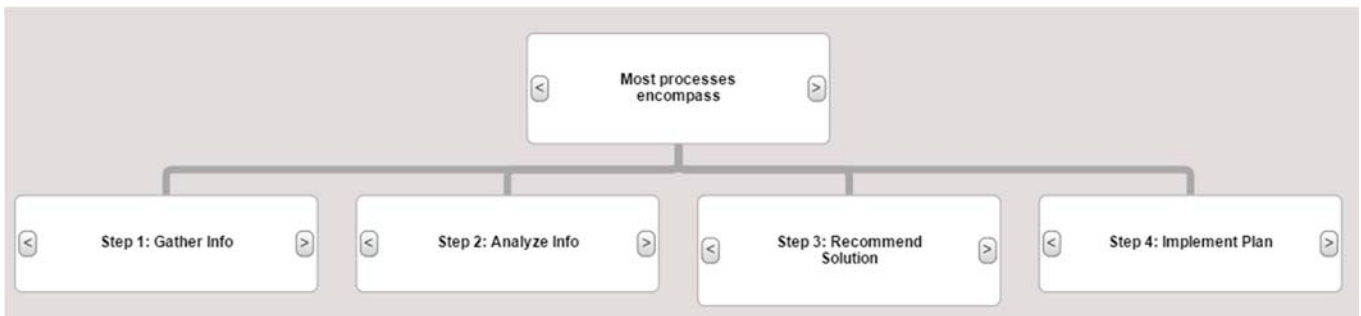 Most processes
encompass
<
>
<
Step 1: Gather Info
>
<
Step 2: Analyze Info
>
<
Step 3: Recommend
Solution
>
<
Step 4: Implement Plan
>